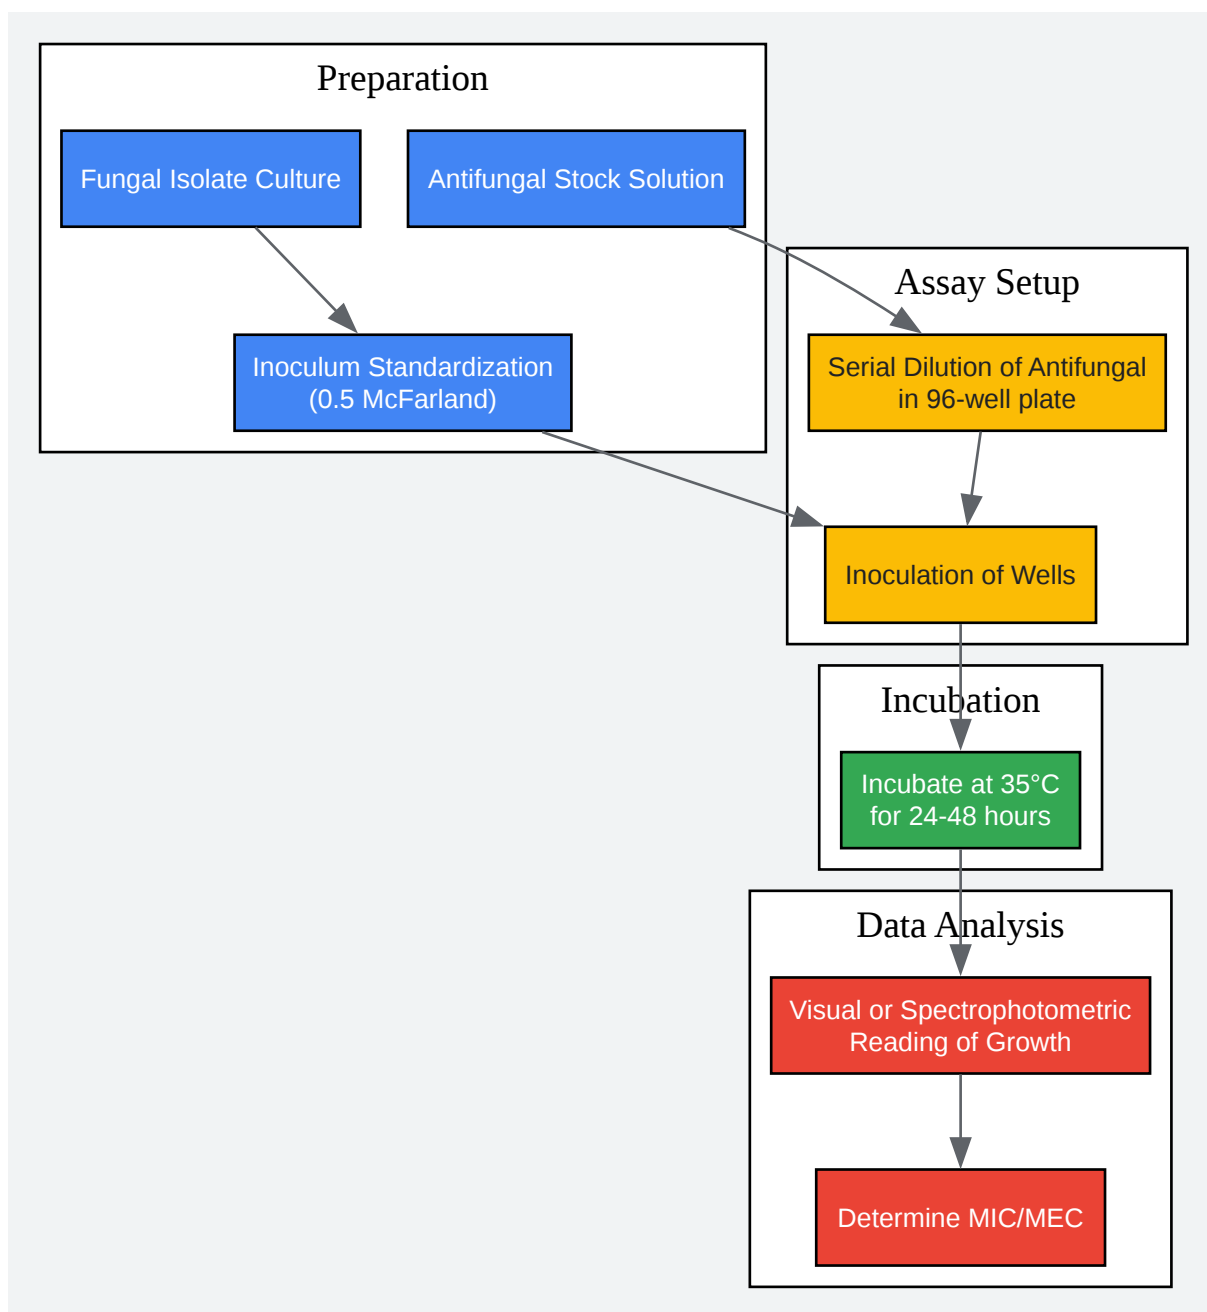 Preparation
Fungal Isolate Culture
Antifungal Stock Solution
Inoculum Standardization
(0.5 McFarland)
Assay Setup
Serial Dilution of Antifungal
in 96-well plate
Inoculation of Wells
Incubation
Incubate at 35°C
for 24-48 hours
Data Analysis
Visual or Spectrophotometric
Reading of Growth
Determine MIC/MEC